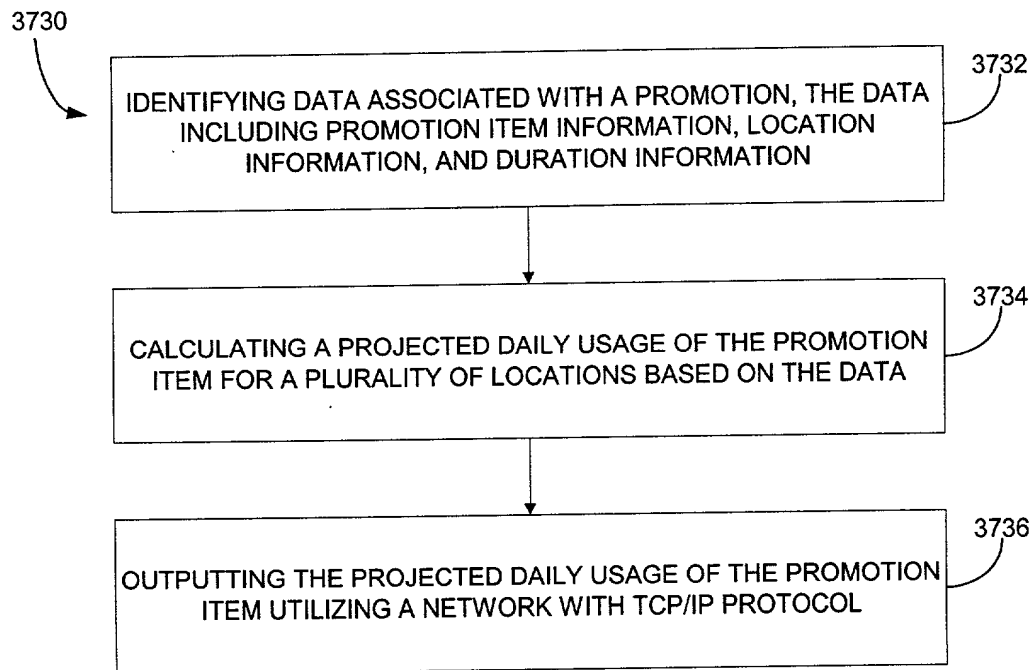 3730
3732
IDENTIFYING DATA ASSOCIATED WITH A PROMOTION, THE DATA
INCLUDING PROMOTION ITEM INFORMATION, LOCATION
INFORMATION, AND DURATION INFORMATION
3734
CALCULATING A PROJECTED DAILY USAGE OF THE PROMOTION
ITEM FOR A PLURALITY OF LOCATIONS BASED ON THE DATA
3736
OUTPUTTING THE PROJECTED DAILY USAGE OF THE PROMOTION
ITEM UTILIZING A NETWORK WITH TCP/IP PROTOCOL